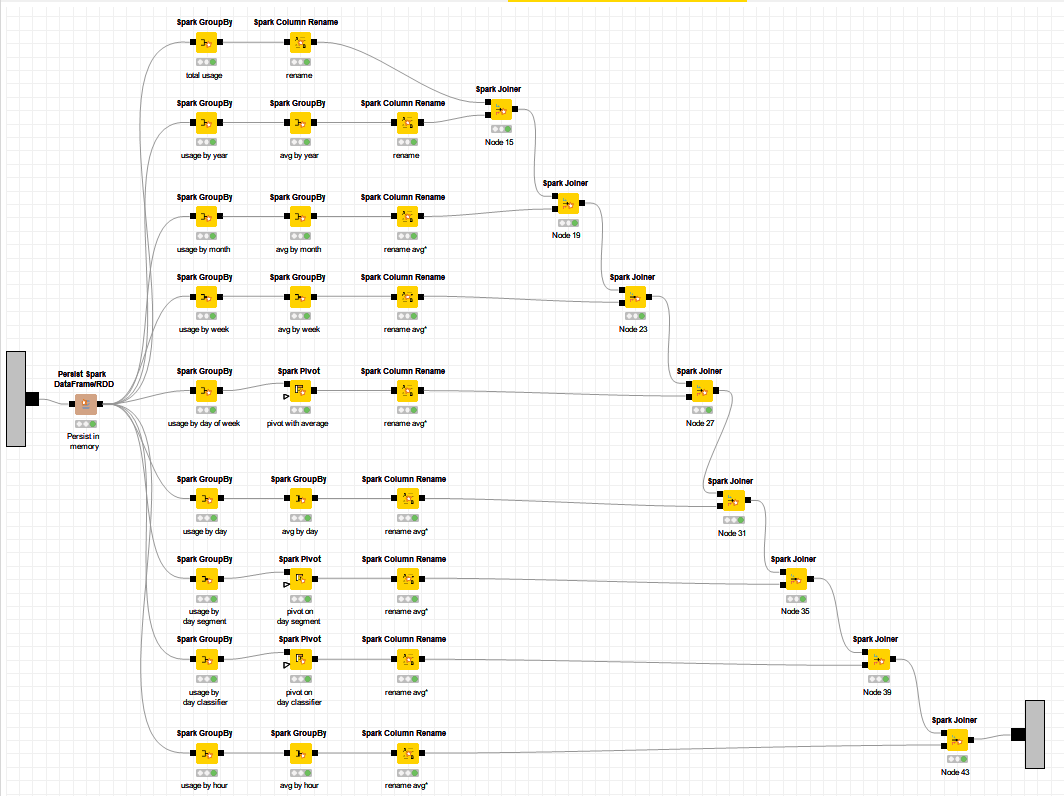 Spark GroupBy
Spark Column Rename
total usage
rename
Spark Joiner
Node 15
Spark GroupBy
Spark GroupBy
Spark Column Rename
usage by year
avg by year
rename
Spark Joiner
Node 19
Spark GroupBy
Spark GroupBy
Spark Column Rename
usage by month
avg by month
rename avg*
Spark Joiner
Node 23
Spark GroupBy
Spark GroupBy
Spark Column Rename
usage by week
avg by week
rename avg*
Persist Spark
DataFrame/RDD
Persist in
memory
Spark GroupBy
Spark Pivot
Spark Column Rename
Spark Joiner
usage by day of week
pivot with average
rename avg*
Node 27
Spark GroupBy
Spark GroupBy
Spark Column Rename
Spark Joiner
usage by day
avg by day
rename avg*
Node 31
Spark GroupBy
Spark Pivot
Spark Column Rename
Spark Joiner
usage by
day segment
pivot on
day segment
rename avg*
Node 35
Spark GroupBy
Spark Pivot
Spark Column Rename
Spark Joiner
usage by
day classifier
pivot on
day classifier
rename avg*
Node 39
Spark GroupBy
Spark GroupBy
Spark Column Rename
Spark Joiner
usage by hour
avg by hour
rename avg*
Node 43